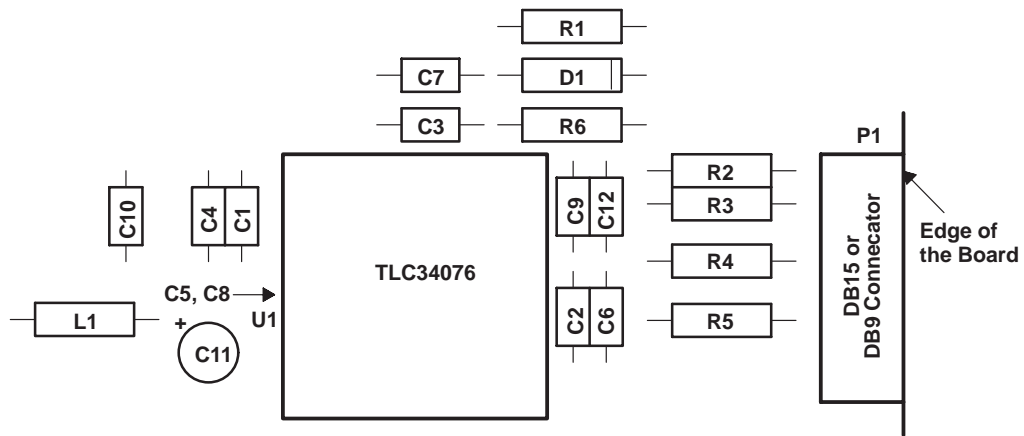 R1
C7
D1
C3
R6
P1
C10
C4
C1
C9
C12
R2
R3
TLC34076
Edge of
the Board
R4
DB15 or
DB9 Connecator
C5, C8
L1
+
C11
U1
C2
C6
R5